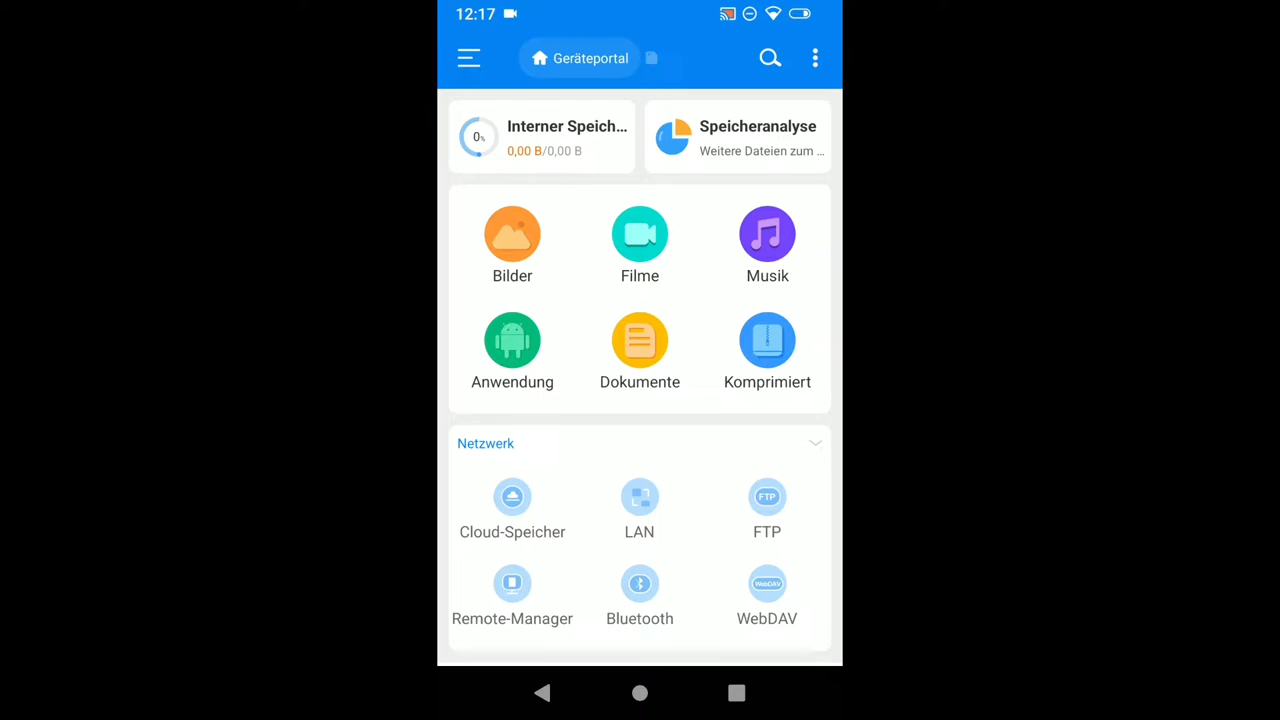 12:17
Geräteportal
0%
Interner Speich...
0,00 B/0,00 B
Speicheranalyse
Weitere Dateien zum ...
Bilder
Filme
Musik
Anwendung
Dokumente
Komprimiert
Netzwerk
Cloud-Speicher
LAN
FTP
FTP
Remote-Manager
Bluetooth
WebDAV
WebDAV